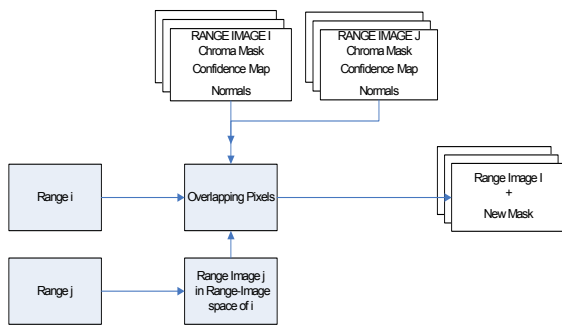 RANGE IMAGE I
Chroma Mask
Confidence Map
Normals
RANGE IMAGE J
Chroma Mask
Confidence Map
Normals
Range i
Overlapping Pixels
Range Image I
+
New Mask
Range j
Range Image j
in Range-Image
space of i